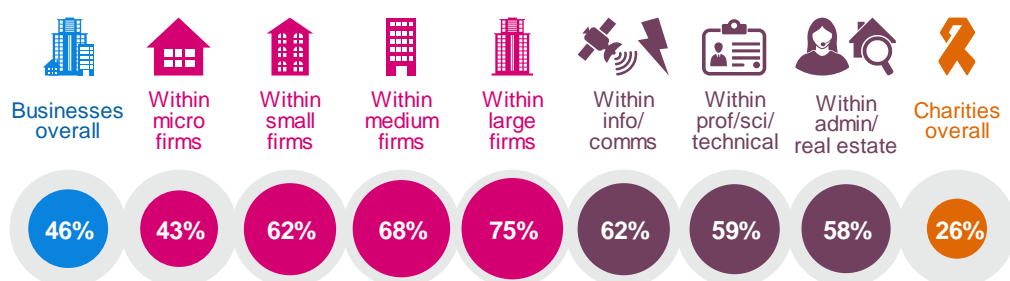 Businesses
overall
Within
micro
firms
Within
small
firms
Within
medium
firms
Within
large
firms
Within
info/
comms
Within
prof/sci/
technical
Within
admin/
real estate
Charities
overall
46%
43%
62%
68%
75%
62%
59%
58%
26%